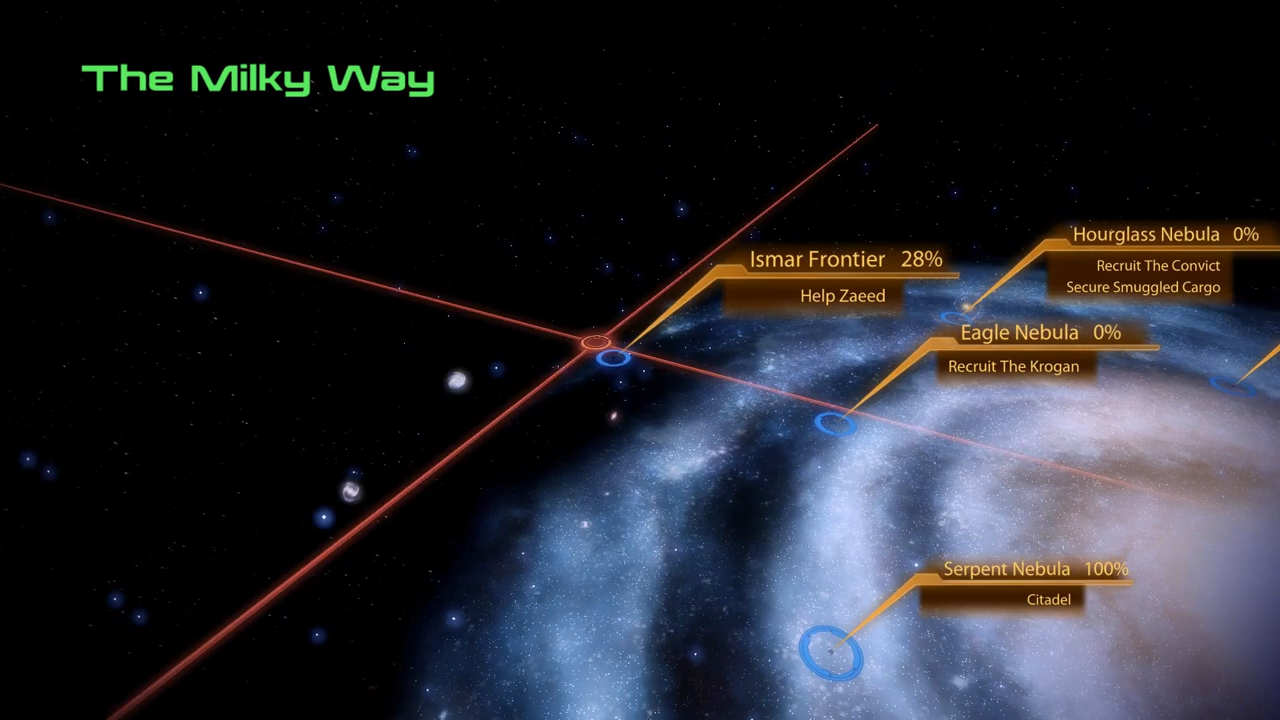 The Milky Way
Hourglass Nebula 0%
Recruit The Convict
Secure Smuggled Cargo
Ismar Frontier 28%
Help Zaeed
Eagle Nebula 0%
Recruit The Krogan
Serpent Nebula 100%
Citadel